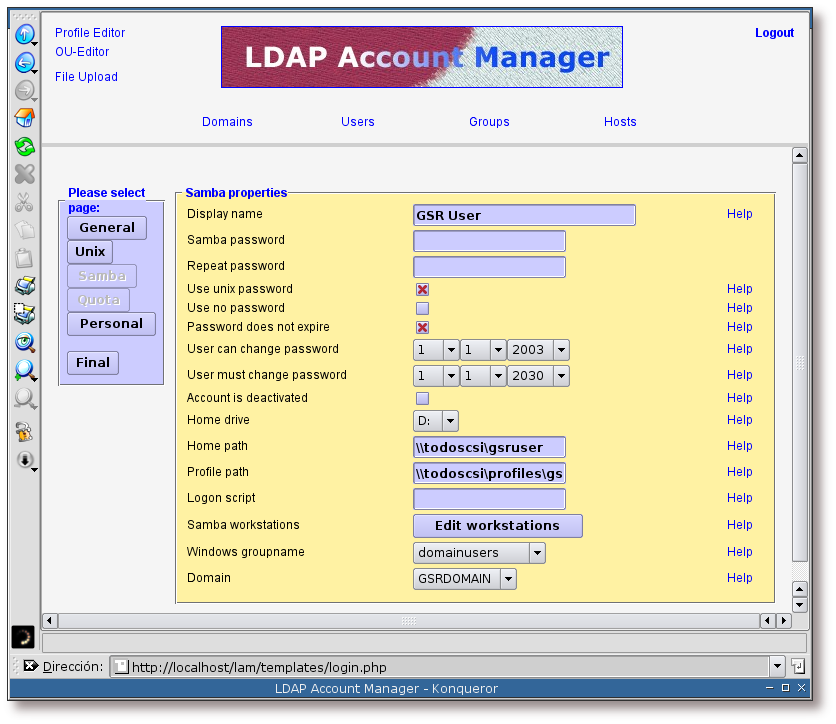 Profile Editor
OU-Editor
File Upload
LDAP Account Manager
Logout
Domains Users Groups Hosts
Please select
page:
General
Unix
Samba
Quota
Personal
Final
Samba properties
Display name GSR User Help
Samba password
Repeat password
Use unix password Help
Use no password Help
Password does not expire Help
User can change password 1 1 2003 Help
User must change password 1 1 2030 Help
Account is deactivated Help
Home drive D: Help
Home path \\todoscsi\gsruser Help
Profile path \\todoscsi\profiles\gs Help
Logon script Help
Samba workstations Edit workstations Help
Windows groupname domainusers Help
Domain GSRDOMAIN Help
Dirección: http://localhost/lam/templates/login.php
LDAP Account Manager - Konqueror